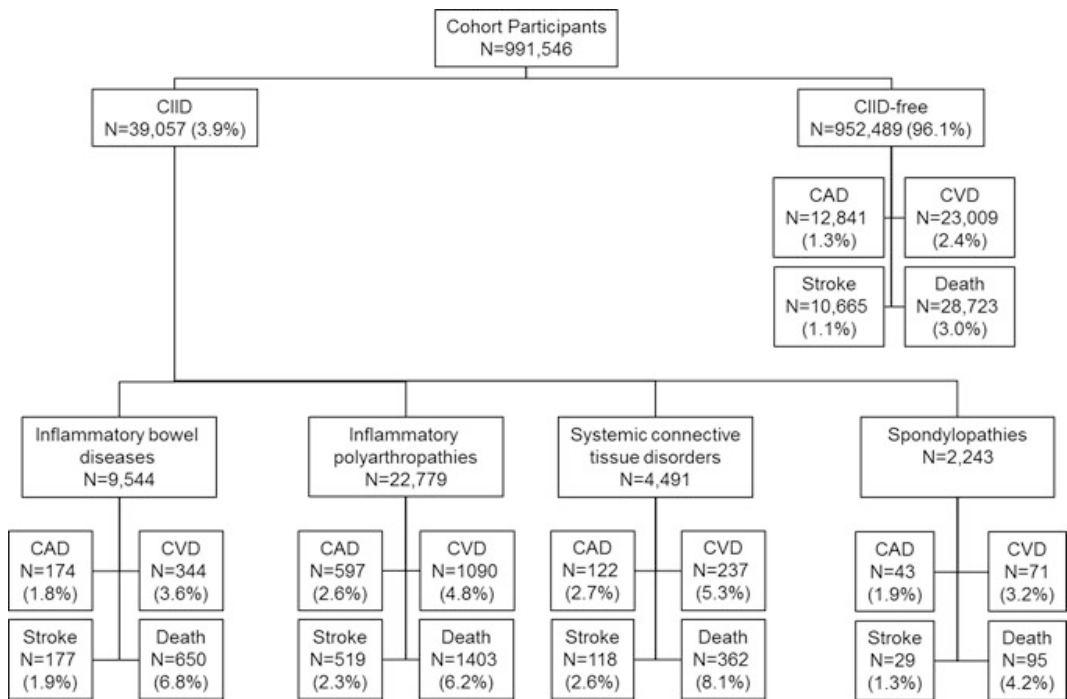 Cohort Participants
N=991,546
CIID
N=39,057 (3.9%)
CIID-free
N=952,489 (96.1%)
CAD
N=12,841
(1.3%)
CVD
N=23,009
(2.4%)
Stroke
N=10,665
(1.1%)
Death
N=28,723
(3.0%)
Inflammatory bowel
diseases
N=9,544
Inflammatory
polyarthropathies
N=22,779
Systemic connective
tissue disorders
N=4,491
Spondylopathies
N=2,243
CAD
N=174
(1.8%)
CVD
N=344
(3.6%)
Stroke
N=177
(1.9%)
Death
N=650
(6.8%)
CAD
N=597
(2.6%)
CVD
N=1090
(4.8%)
Stroke
N=519
(2.3%)
Death
N=1403
(6.2%)
CAD
N=122
(2.7%)
CVD
N=237
(5.3%)
Stroke
N=118
(2.6%)
Death
N=362
(8.1%)
CAD
N=43
(1.9%)
CVD
N=71
(3.2%)
Stroke
N=29
(1.3%)
Death
N=95
(4.2%)